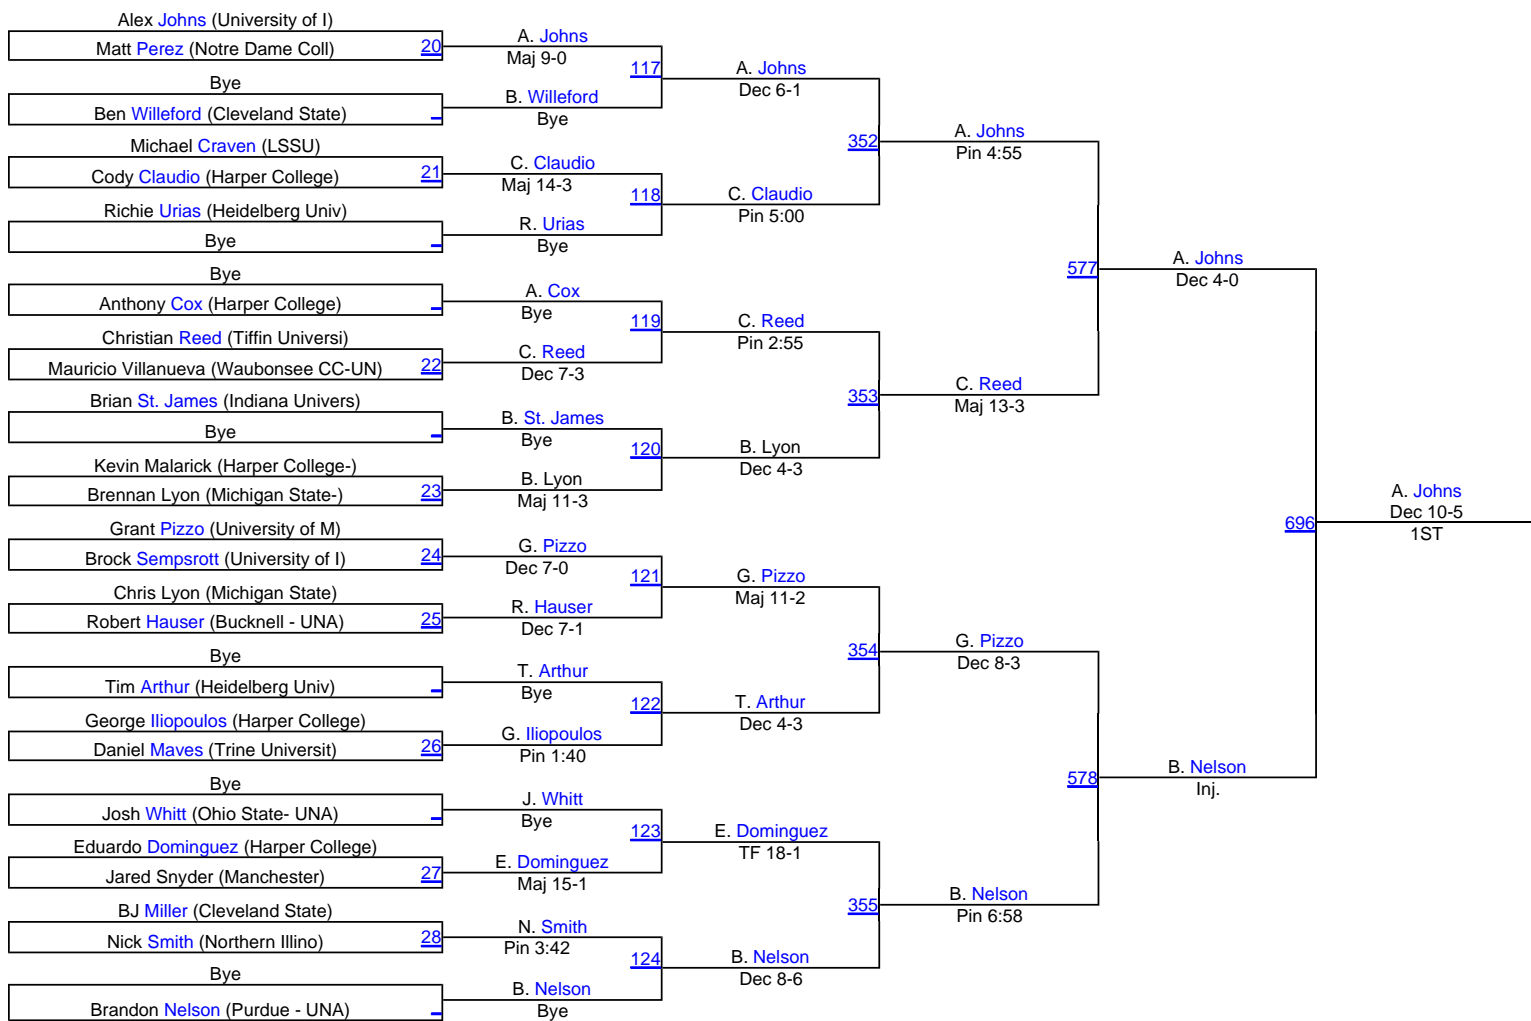 Alex Johns (University of I)
Matt Perez (Notre Dame Coll)
20
Bye
Ben Willeford (Cleveland State)
Michael Craven (LSSU)
Cody Claudio (Harper College)
21
Richie Urias (Heidelberg Univ)
Bye
Bye
Anthony Cox (Harper College)
Christian Reed (Tiffin Universi)
Mauricio Villanueva (Waubonsee CC-UN)
22
Brian St. James (Indiana Univers)
Bye
Kevin Malarick (Harper College-)
Brennan Lyon (Michigan State-)
23
Grant Pizzo (University of M)
Brock Sempsrott (University of I)
24
Chris Lyon (Michigan State)
Robert Hauser (Bucknell - UNA)
25
Bye
Tim Arthur (Heidelberg Univ)
George Iliopoulos (Harper College)
Daniel Maves (Trine Universit)
26
Bye
Josh Whitt (Ohio State- UNA)
Eduardo Dominguez (Harper College)
Jared Snyder (Manchester)
27
BJ Miller (Cleveland State)
Nick Smith (Northern Illino)
28
Bye
Brandon Nelson (Purdue - UNA)
A. Johns
Maj 9-0
117
B. Willeford
Bye
C. Claudio
Maj 14-3
118
R. Urias
Bye
A. Cox
Bye
119
C. Reed
Dec 7-3
B. St. James
Bye
120
B. Lyon
Maj 11-3
G. Pizzo
Dec 7-0
121
R. Hauser
Dec 7-1
T. Arthur
Bye
122
G. Iliopoulos
Pin 1:40
J. Whitt
Bye
123
E. Dominguez
Maj 15-1
N. Smith
Pin 3:42
124
B. Nelson
Bye
A. Johns
Dec 6-1
352
C. Claudio
Pin 5:00
C. Reed
Pin 2:55
353
B. Lyon
Dec 4-3
G. Pizzo
Maj 11-2
354
T. Arthur
Dec 4-3
E. Dominguez
TF 18-1
355
B. Nelson
Dec 8-6
A. Johns
Pin 4:55
577
C. Reed
Maj 13-3
G. Pizzo
Dec 8-3
578
B. Nelson
Pin 6:58
A. Johns
Dec 4-0
696
B. Nelson
Inj.
A. Johns
Dec 10-5
1ST